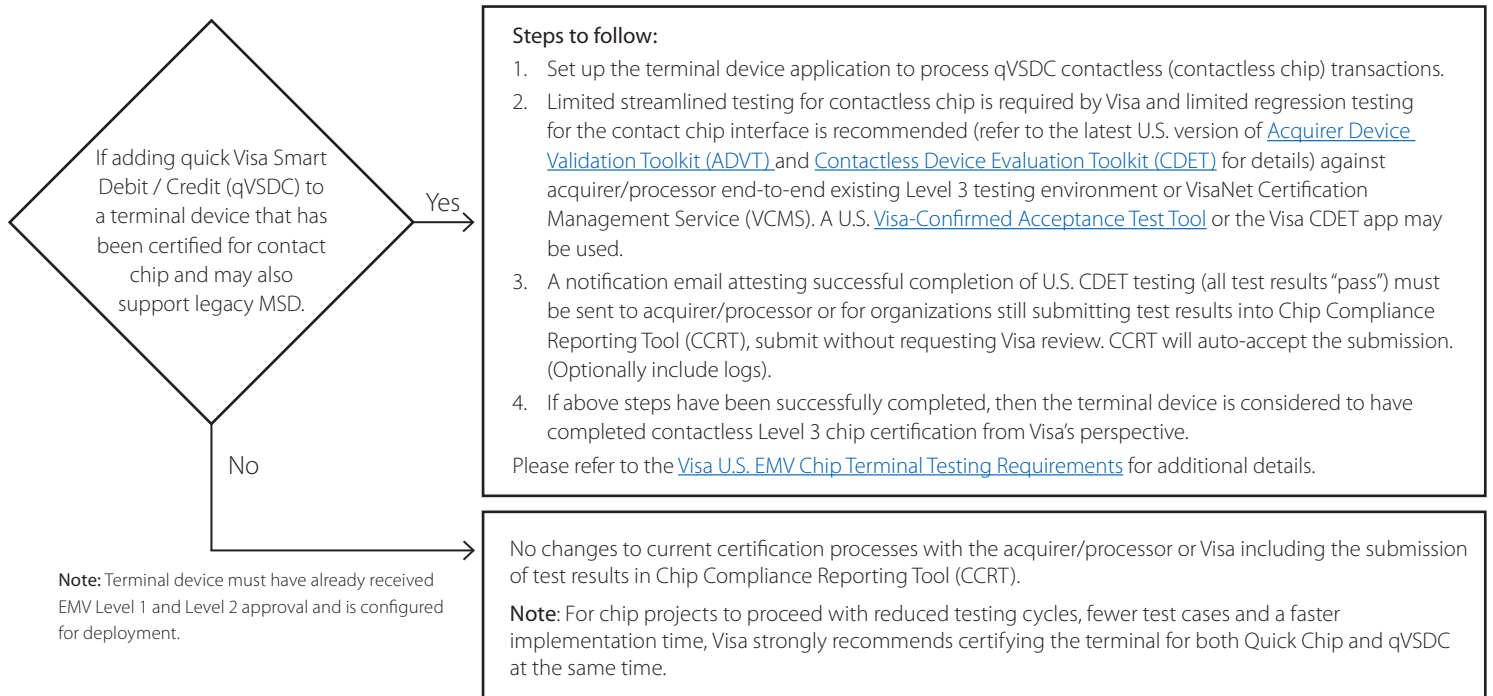 If adding quick Visa Smart
Debit / Credit (qVSDC) to
a terminal device that has
been certified for contact
chip and may also
support legacy MSD.
Yes
No
Note: Terminal device must have already received
EMV Level 1 and Level 2 approval and is configured
for deployment.
Steps to follow:
1. Set up the terminal device application to process qVSDC contactless (contactless chip) transactions.
2. Limited streamlined testing for contactless chip is required by Visa and limited regression testing
for the contact chip interface is recommended (refer to the latest U.S. version of Acquirer Device
Validation Toolkit (ADVT) and Contactless Device Evaluation Toolkit (CDET) for details) against
acquirer/processor end-to-end existing Level 3 testing environment or VisaNet Certification
Management Service (VCMS). A U.S. Visa-Confirmed Acceptance Test Tool or the Visa CDET app may
be used.
3. A notification email attesting successful completion of U.S. CDET testing (all test results “pass”) must
be sent to acquirer/processor or for organizations still submitting test results into Chip Compliance
Reporting Tool (CCRT), submit without requesting Visa review. CCRT will auto-accept the submission.
(Optionally include logs).
4. If above steps have been successfully completed, then the terminal device is considered to have
completed contactless Level 3 chip certification from Visa’s perspective.
Please refer to the Visa U.S. EMV Chip Terminal Testing Requirements for additional details.
No changes to current certification processes with the acquirer/processor or Visa including the submission
of test results in Chip Compliance Reporting Tool (CCRT).
Note: For chip projects to proceed with reduced testing cycles, fewer test cases and a faster
implementation time, Visa strongly recommends certifying the terminal for both Quick Chip and qVSDC
at the same time.